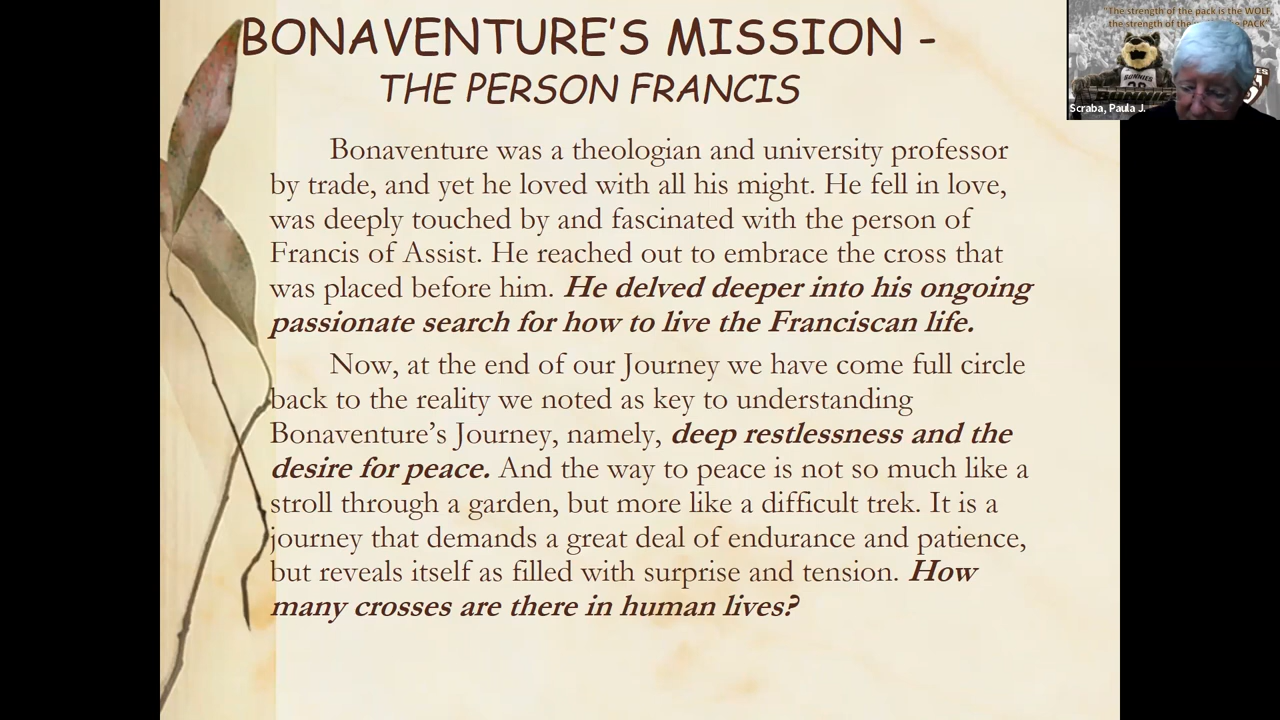 BONAVENTURE'S MISSION -
THE PERSON FRANCIS
Bonaventure was a theologian and university professor
by trade, and yet he loved with all his might. He fell in love,
was deeply touched by and fascinated with the person of
Francis of Assist. He reached out to embrace the cross that
was placed before him. He delved deeper into his ongoing
passionate search for how to live the Franciscan life.
Now, at the end of our Journey we have come full circle
back to the reality we noted as key to understanding
Bonaventure's Journey, namely, deep restlessness and the
desire for peace. And the way to peace is not so much like a
stroll through a garden, but more like a difficult trek. It is a
journey that demands a great deal of endurance and patience,
but reveals itself as filled with surprise and tension. How
many crosses are there in human lives?
"The strength of the pack is the WOLF,
the strength of the PACK"
BONNIES
Scraba, Paula J.